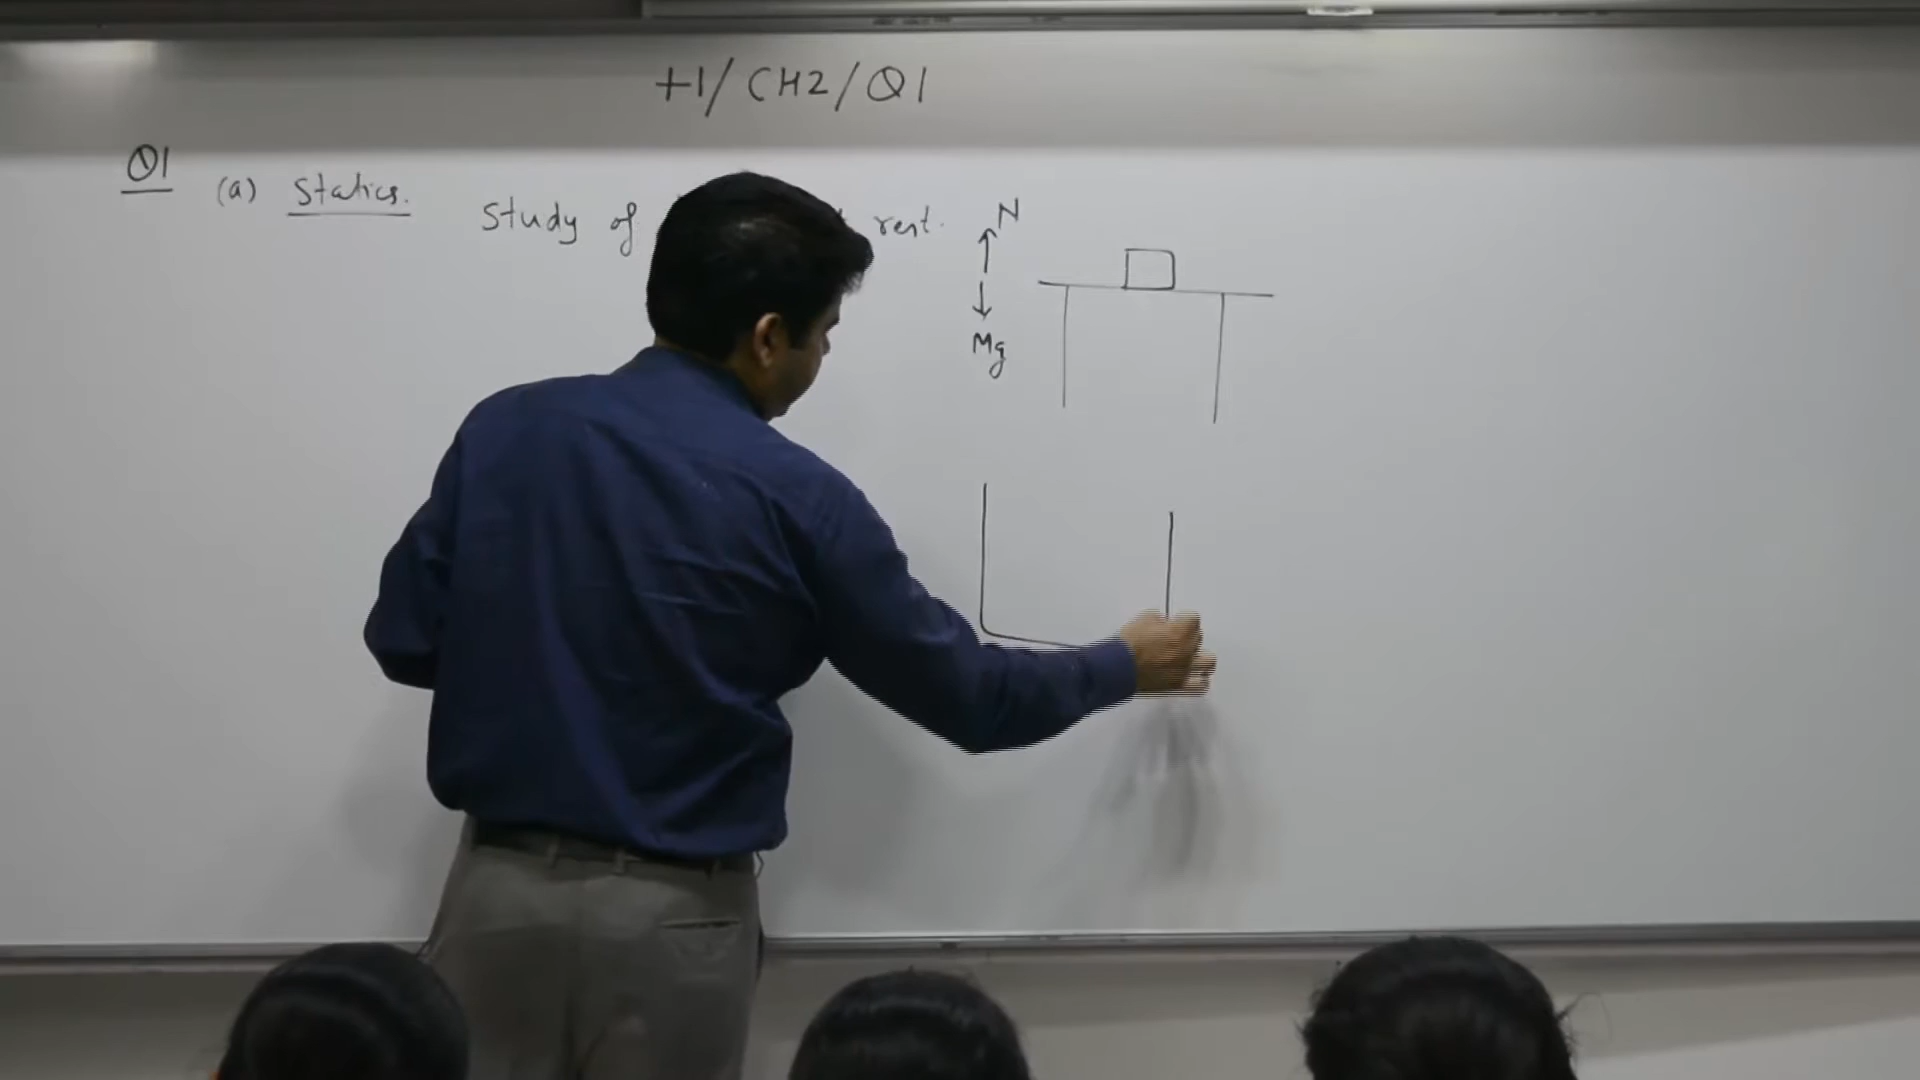 +1/CH2/Q1
Q1 (a) Statics. Study of rest.
N
Mg